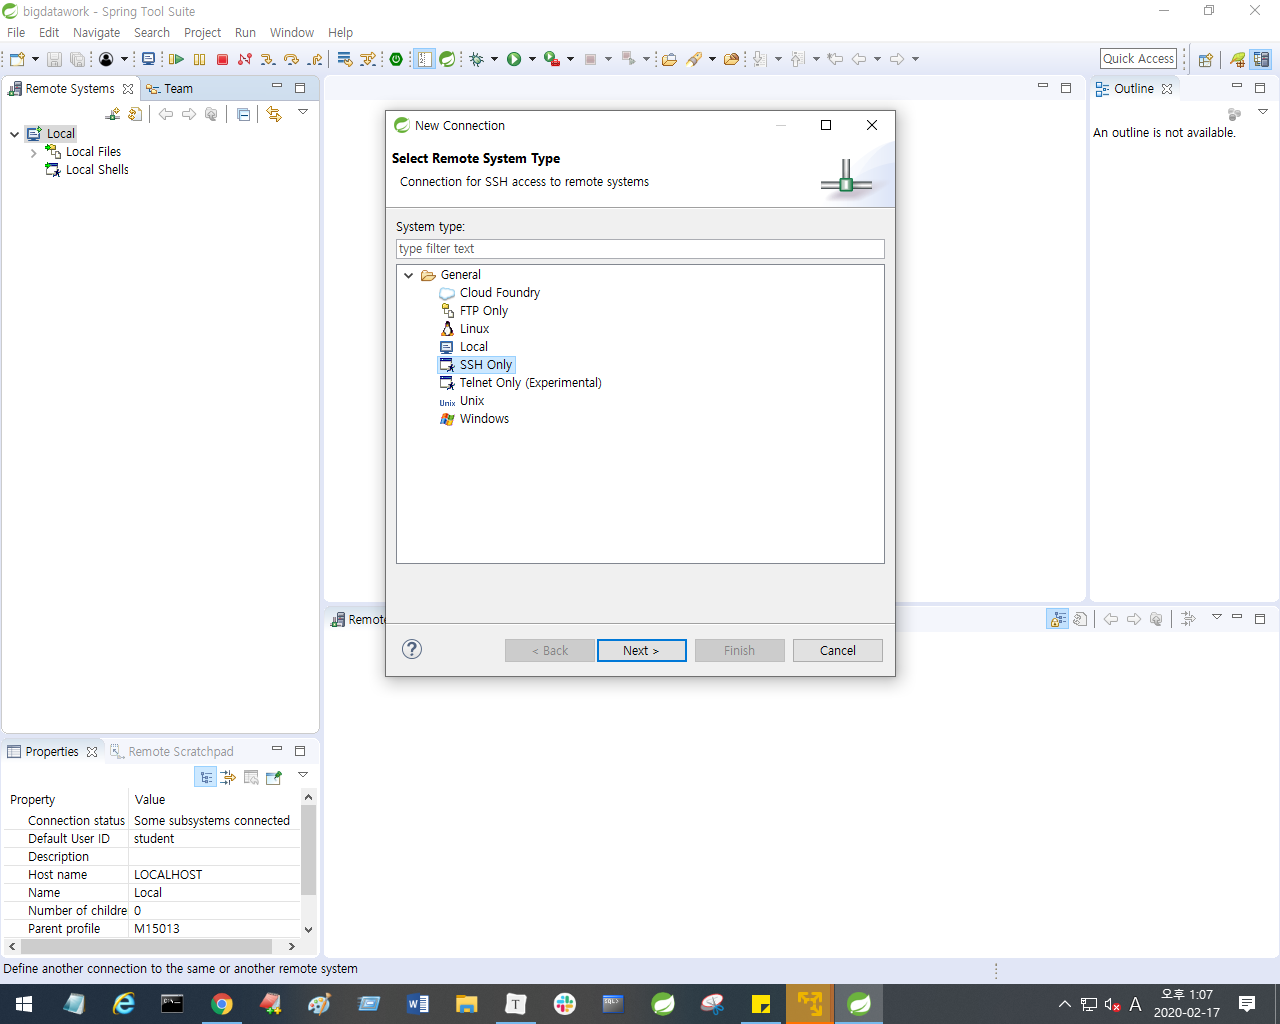 bigdatawork - Spring Tool Suite
File Edit Navigate Search Project Run Window Help
Quick Access
Remote Systems
Team
Local
Local Files
Local Shells
Outline
An outline is not available.
New Connection
Select Remote System Type
Connection for SSH access to remote systems
System type:
type filter text
General
Cloud Foundry
FTP Only
Linux
Local
SSH Only
Telnet Only (Experimental)
Unix Unix
Windows
? < Back Next > Finish Cancel
Remote
Properties
Remote Scratchpad
Property Value
Connection status Some subsystems connected
Default User ID student
Description
Host name LOCALHOST
Name Local
Number of childre 0
Parent profile M15013
Define another connection to the same or another remote system
W T SQL> A
오후 1:07
2020-02-17